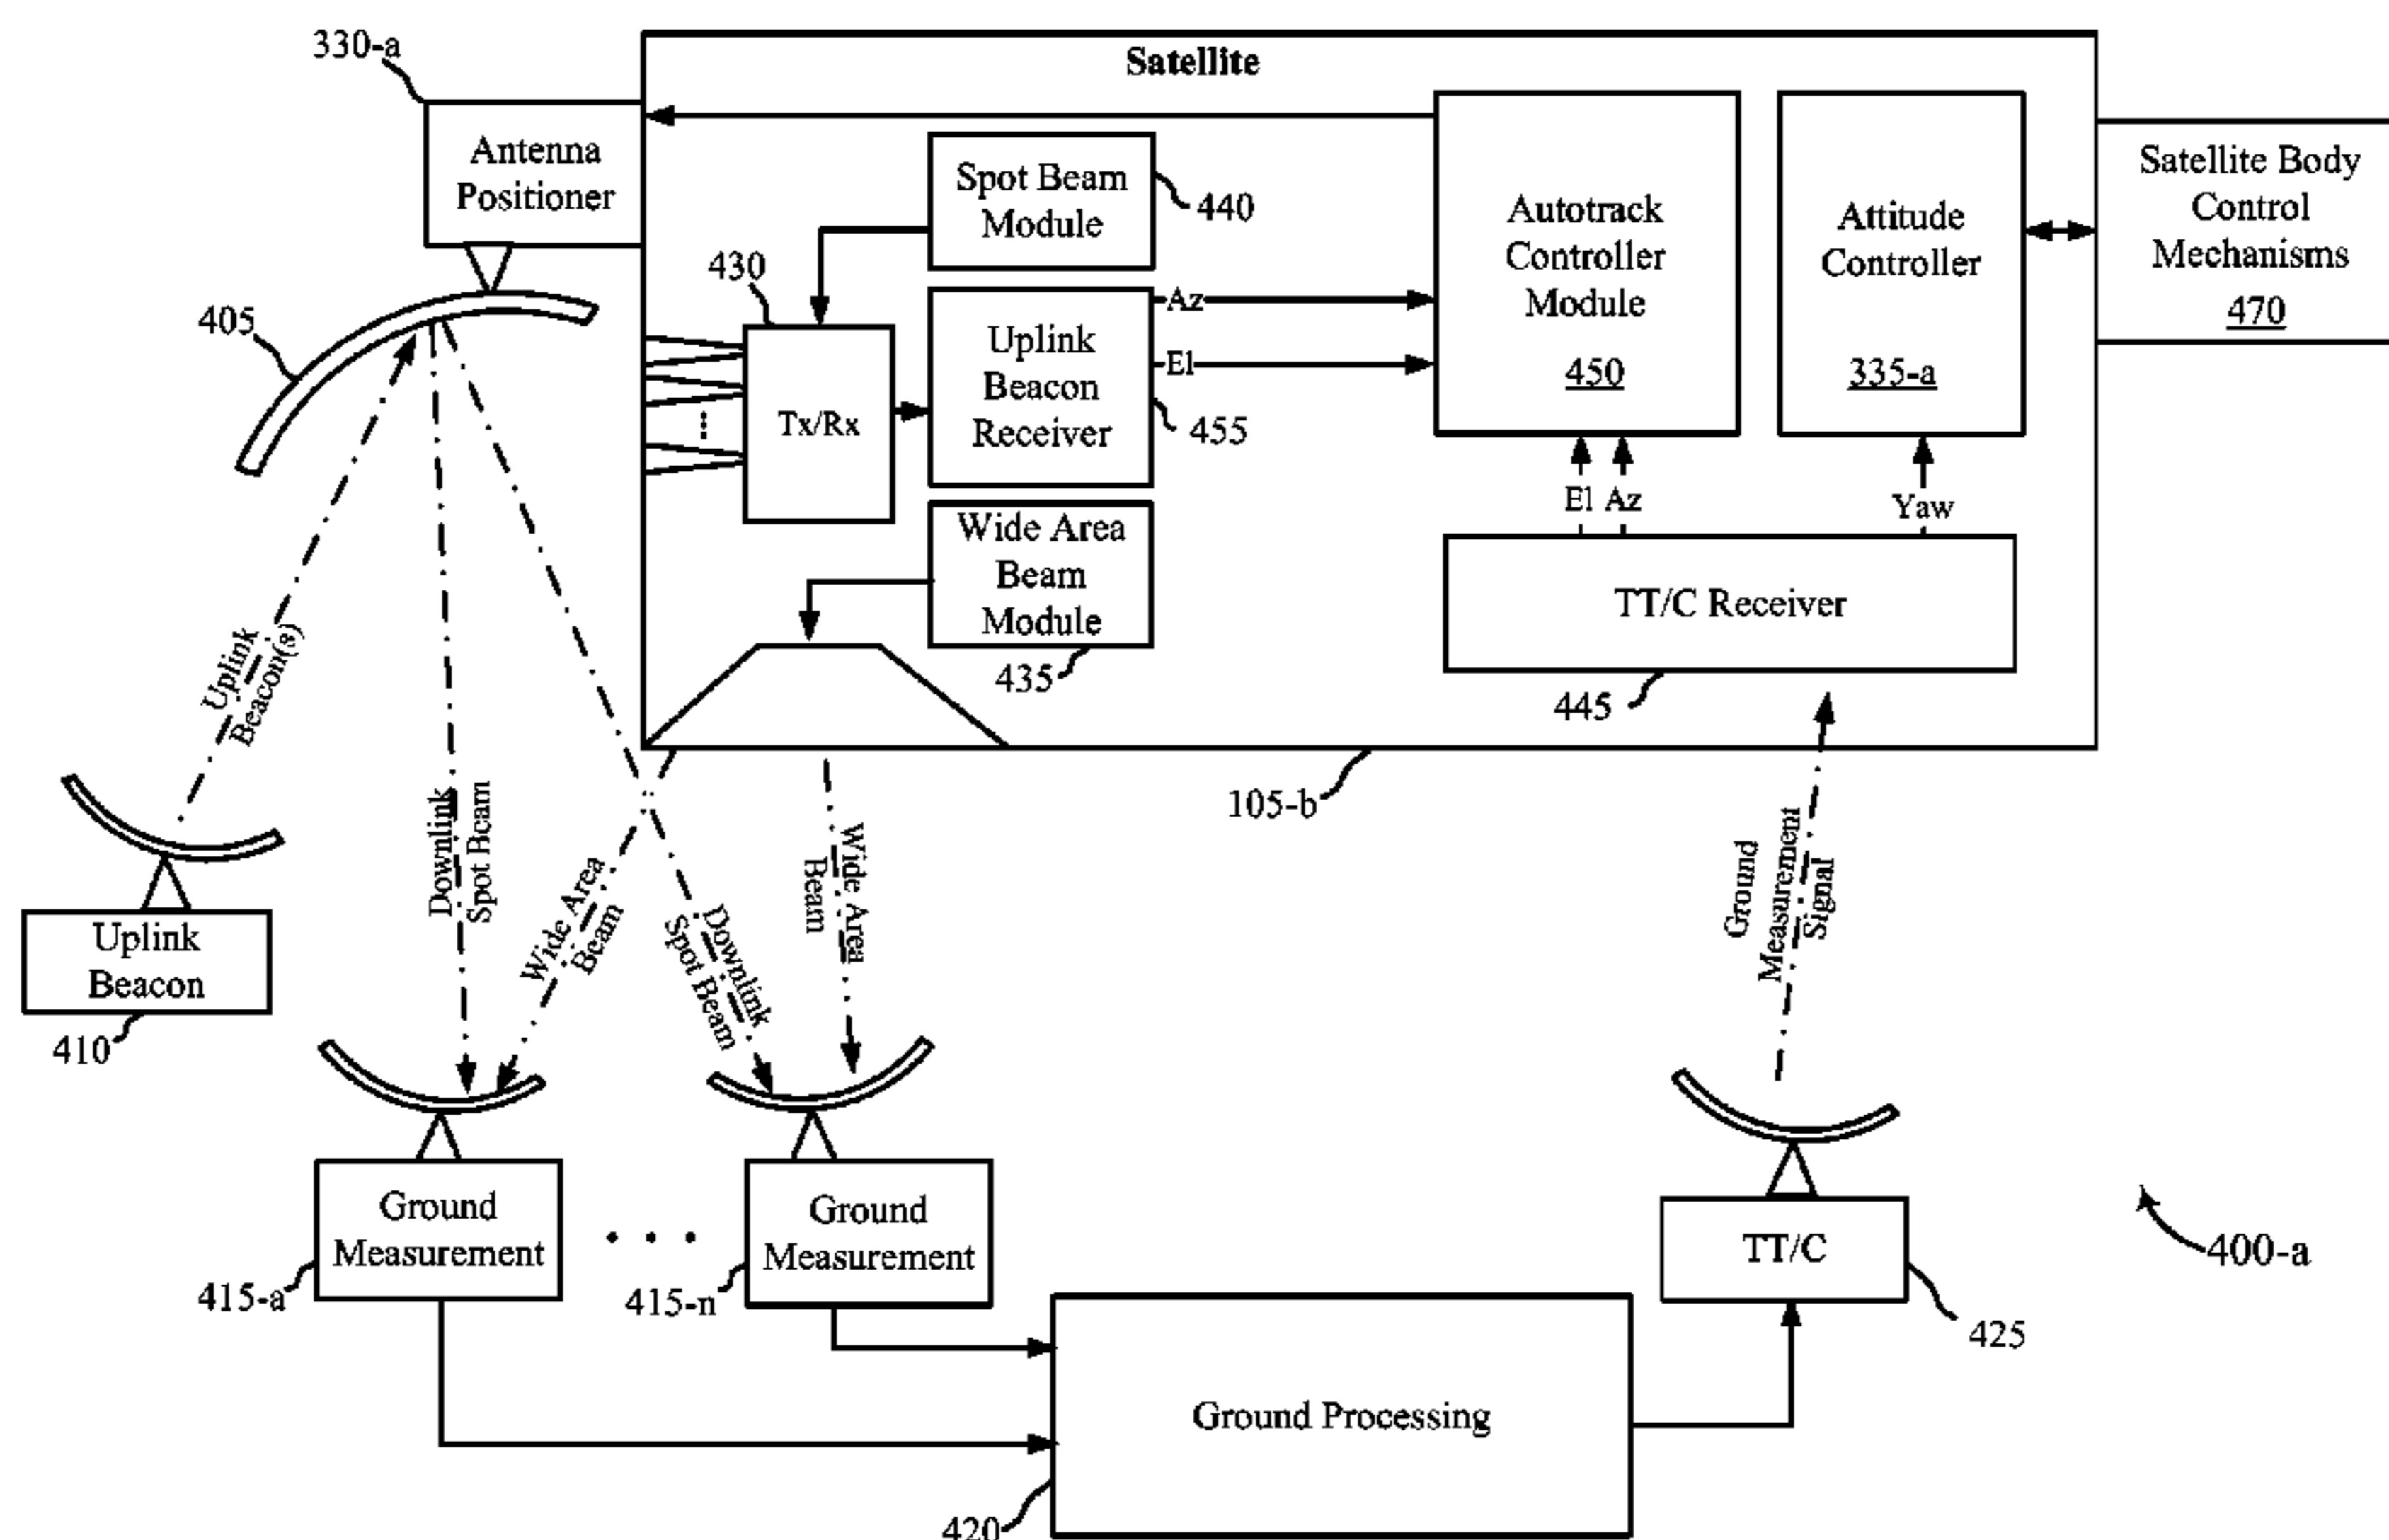 330-a
Satellite
Antenna
Positioner
Spot Beam
Module
440
Autotrack
Controller
Module
450
Attitude
Controller
335-a
Satellite Body
Control
Mechanisms
470
405
430
Tx/Rx
Uplink
Beacon
Receiver
455
Az
El
El Az
Yaw
Wide Area
Beam
Module
435
TT/C Receiver
445
105-b
Uplink
Beacon(s)
Downlink
Spot Beam
Wide Area
Beam
Downlink
Spot Beam
Wide Area
Beam
Ground
Measurement
Signal
Uplink
Beacon
410
Ground
Measurement
415-a
Ground
Measurement
415-n
TT/C
425
400-a
Ground Processing
420